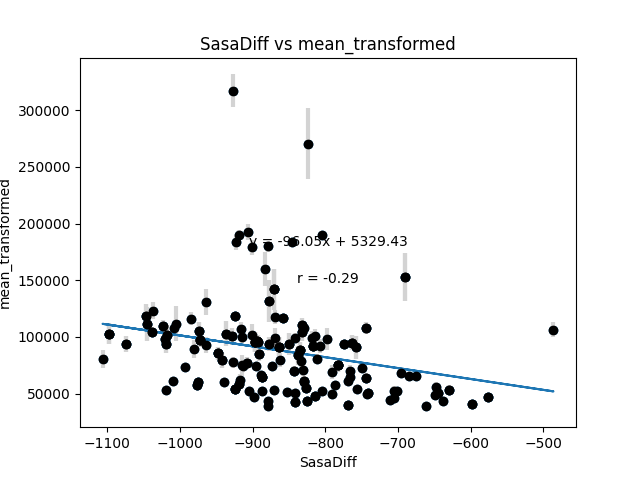 SasaDiff vs mean_transformed
300000
250000
200000
150000
100000
50000
mean_transformed
y = -96.05x + 5329.43
r = -0.29
−1100 −1000 −900 −800 −700 −600 −500
SasaDiff